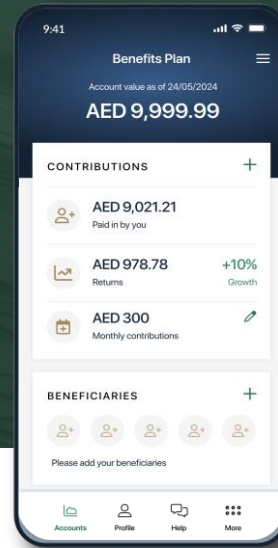 9:41
Benefits Plan
Account value as of 24/05/2024
AED 9,999.99
CONTRIBUTIONS +
AED 9,021.21
Paid in by you
AED 978.78 +10%
Returns Growth
AED 300
Monthly contributions
BENEFICIARIES +
Please add your beneficiaries
Accounts Profile Help More